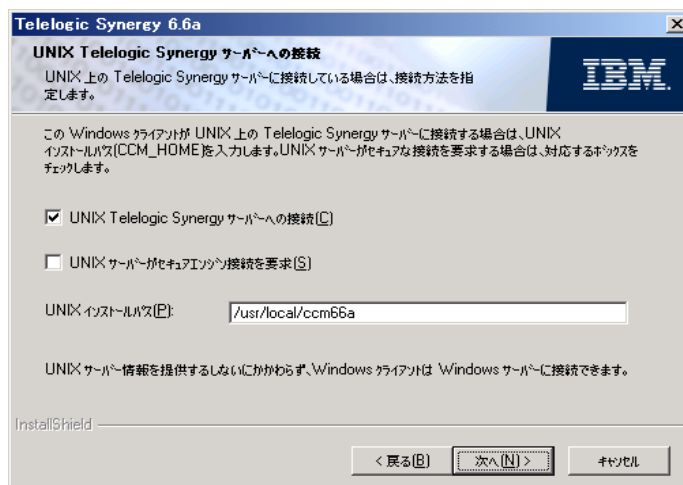 Telelogic Synergy 6.6a
UNIX Telelogic Synergy サーバーへの接続
UNIX 上の Telelogic Synergy サーバーに接続している場合は、接続方法を指
定します。
IBM.
この Windows クライアントが UNIX 上の Telelogic Synergy サーバーに接続する場合は、UNIX
インストールパス(CCM_HOME)を入力します。UNIX サーバーがセキュアな接続を要求する場合は、対応するボックスを
チェックします。
UNIX Telelogic Synergy サーバーへの接続(C)
UNIX サーバーがセキュアエンジン接続を要求(S)
UNIX インストールパス(P):
/usr/local/ccm66a
UNIX サーバー情報を提供するしないにかかわらず、Windows クライアントは Windows サーバーに接続できます。
InstallShield
< 戻る(B)
次へ(N) >
キャンセル